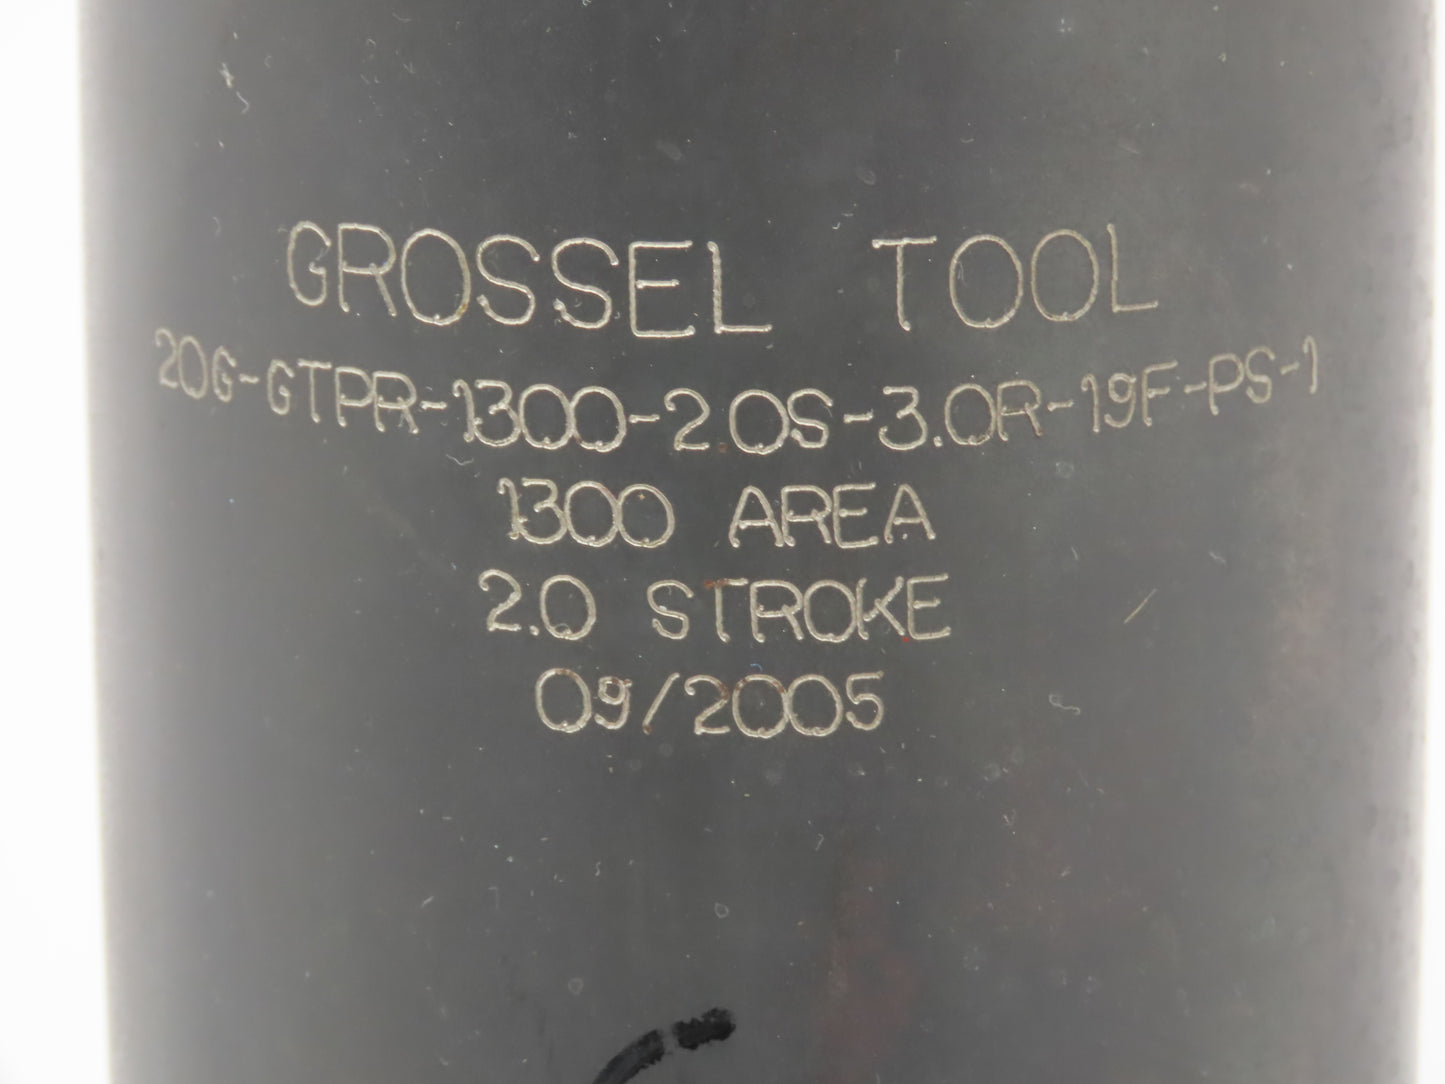 GROSSEL TOOL
20G-GTPR-1300-2.0S-3.0R-19F-PS-1
1300 AREA
2.0 STROKE
09/2005